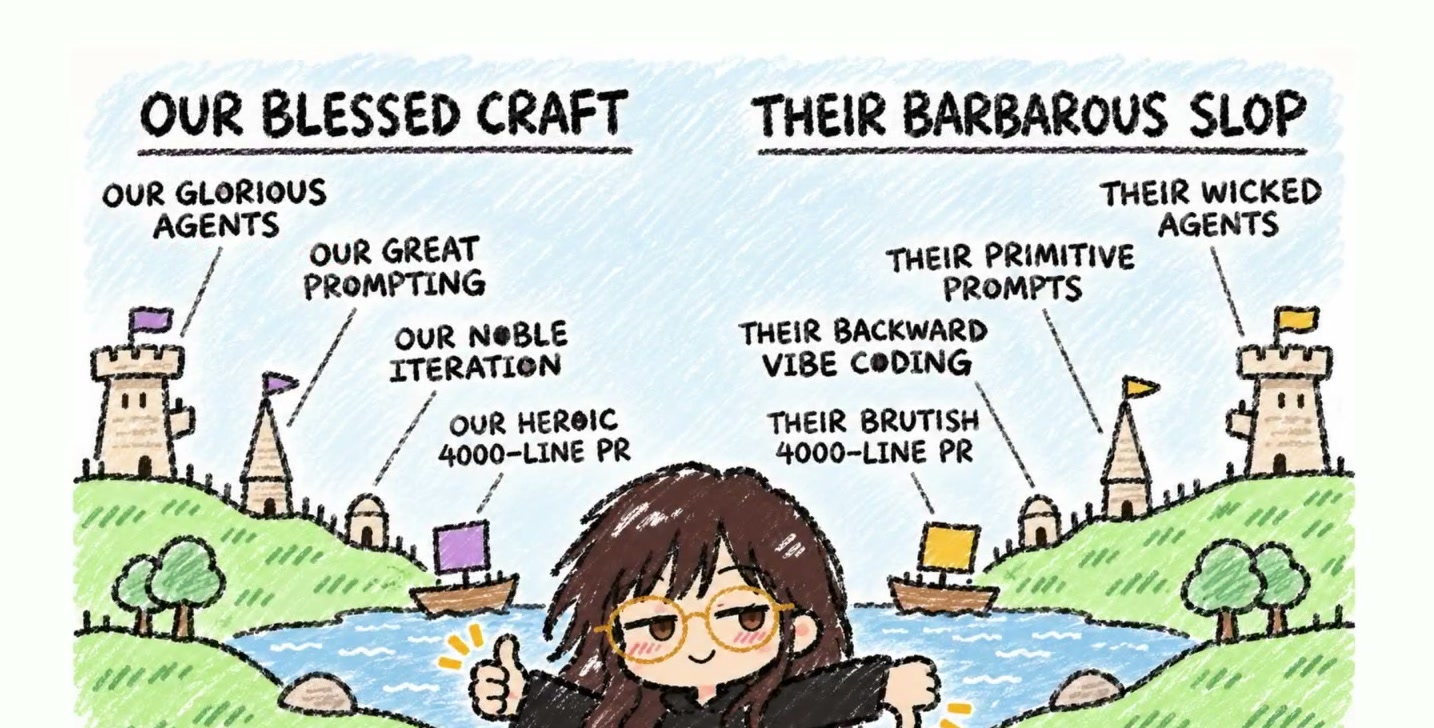 OUR BLESSED CRAFT
OUR GLORIOUS
AGENTS
OUR GREAT
PROMPTING
OUR NOBLE
ITERATION
OUR HEROIC
4000-LINE PR
THEIR BARBAROUS SLOP
THEIR WICKED
AGENTS
THEIR PRIMITIVE
PROMPTS
THEIR BACKWARD
VIBE CODING
THEIR BRUTISH
4000-LINE PR